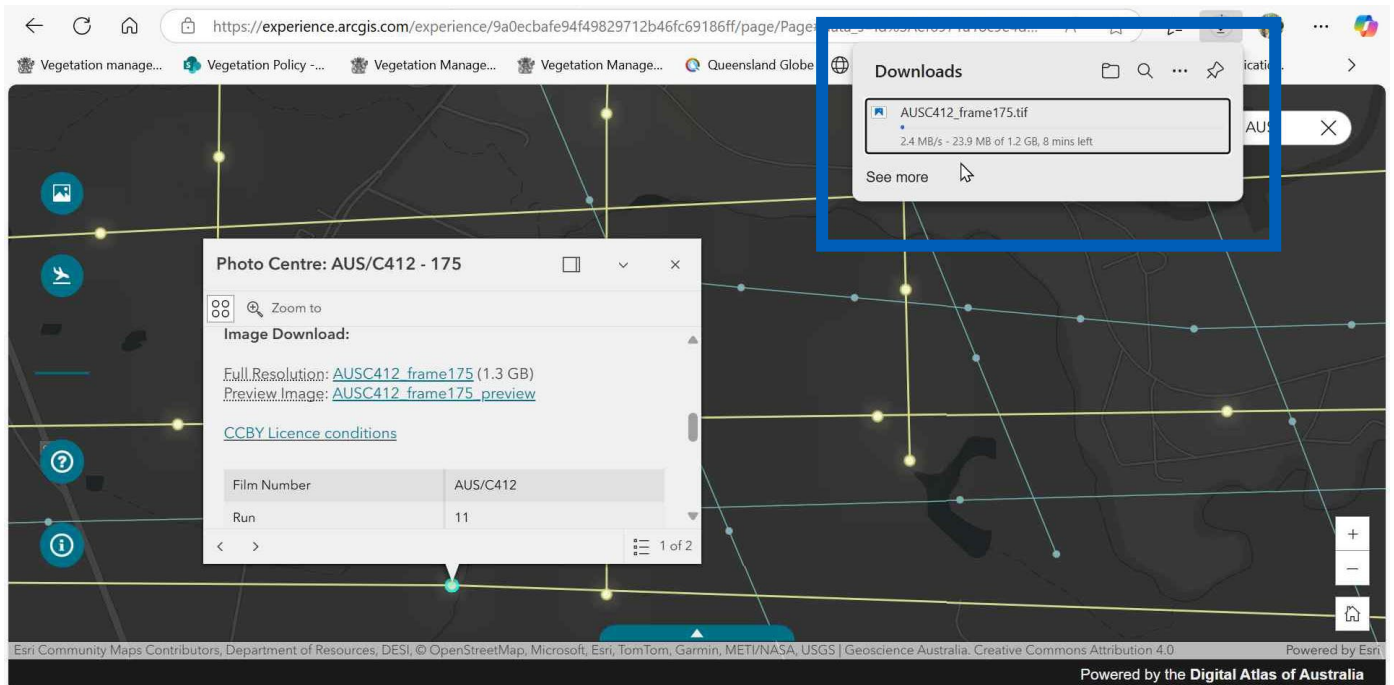 https://experience.arcgis.com/experience/9a0ecbafe94f49829712b46fc69186ff/page/Page
Vegetation manage... Vegetation Policy -... Vegetation Manage... Vegetation Manage... Queensland Globe
Downloads
AUSC412_frame175.tif
2.4 MB/s - 23.9 MB of 1.2 GB, 8 mins left
See more
AUS
Photo Centre: AUS/C412 - 175
Zoom to
Image Download:
Full Resolution: AUSC412_frame175 (1.3 GB)
Preview Image: AUSC412_frame175_preview
CCBY Licence conditions
Film Number AUS/C412
Run 11
1 of 2
Esri Community Maps Contributors, Department of Resources, DESI, © OpenStreetMap, Microsoft, Esri, TomTom, Garmin, METI/NASA, USGS | Geoscience Australia. Creative Commons Attribution 4.0 Powered by Esri
Powered by the Digital Atlas of Australia